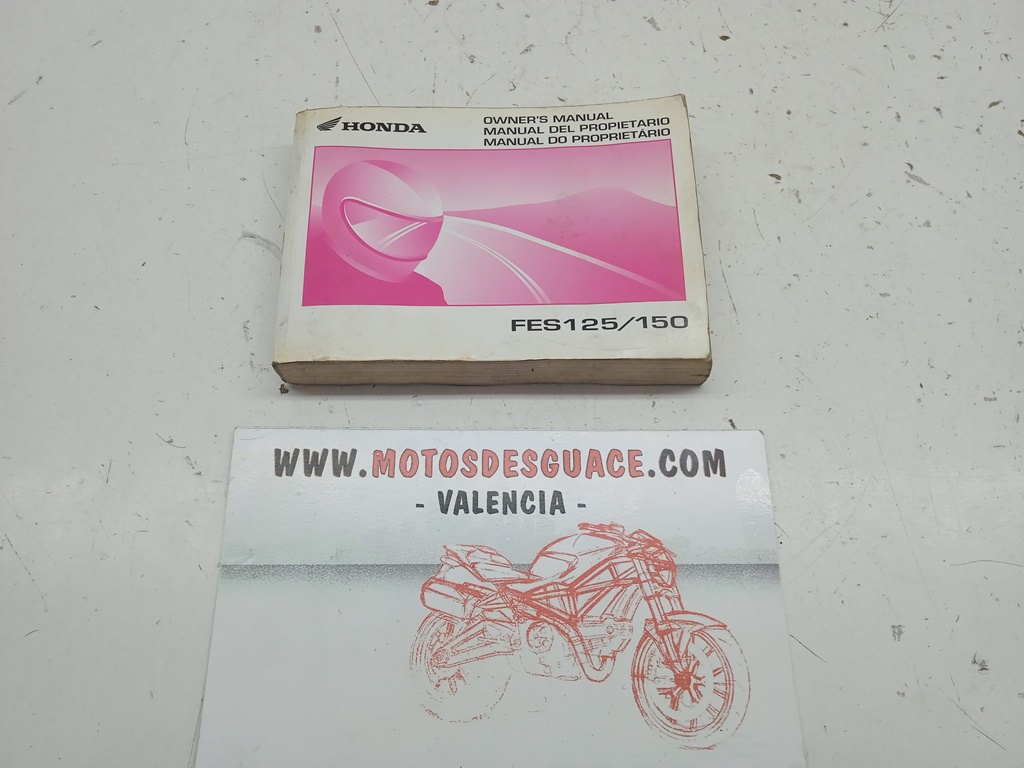 HONDA
OWNER'S MANUAL
MANUAL DEL PROPIETARIO
MANUAL DO PROPRIETÁRIO
FES125/150
WWW.MOTOSDESGUACE.COM
- VALENCIA -